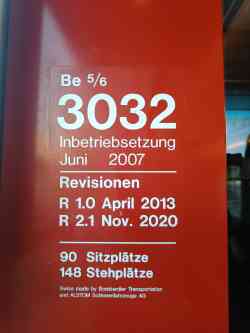 Be 5/6
3032
Inbetriebsetzung
Juni 2007
Revisionen
R 1.0 April 2013
R 2.1 Nov. 2020
90 Sitzplätze
148 Stehplätze
Swiss made by Bombardier Transportation
and ALSTOM Schienenfahrzeuge AG